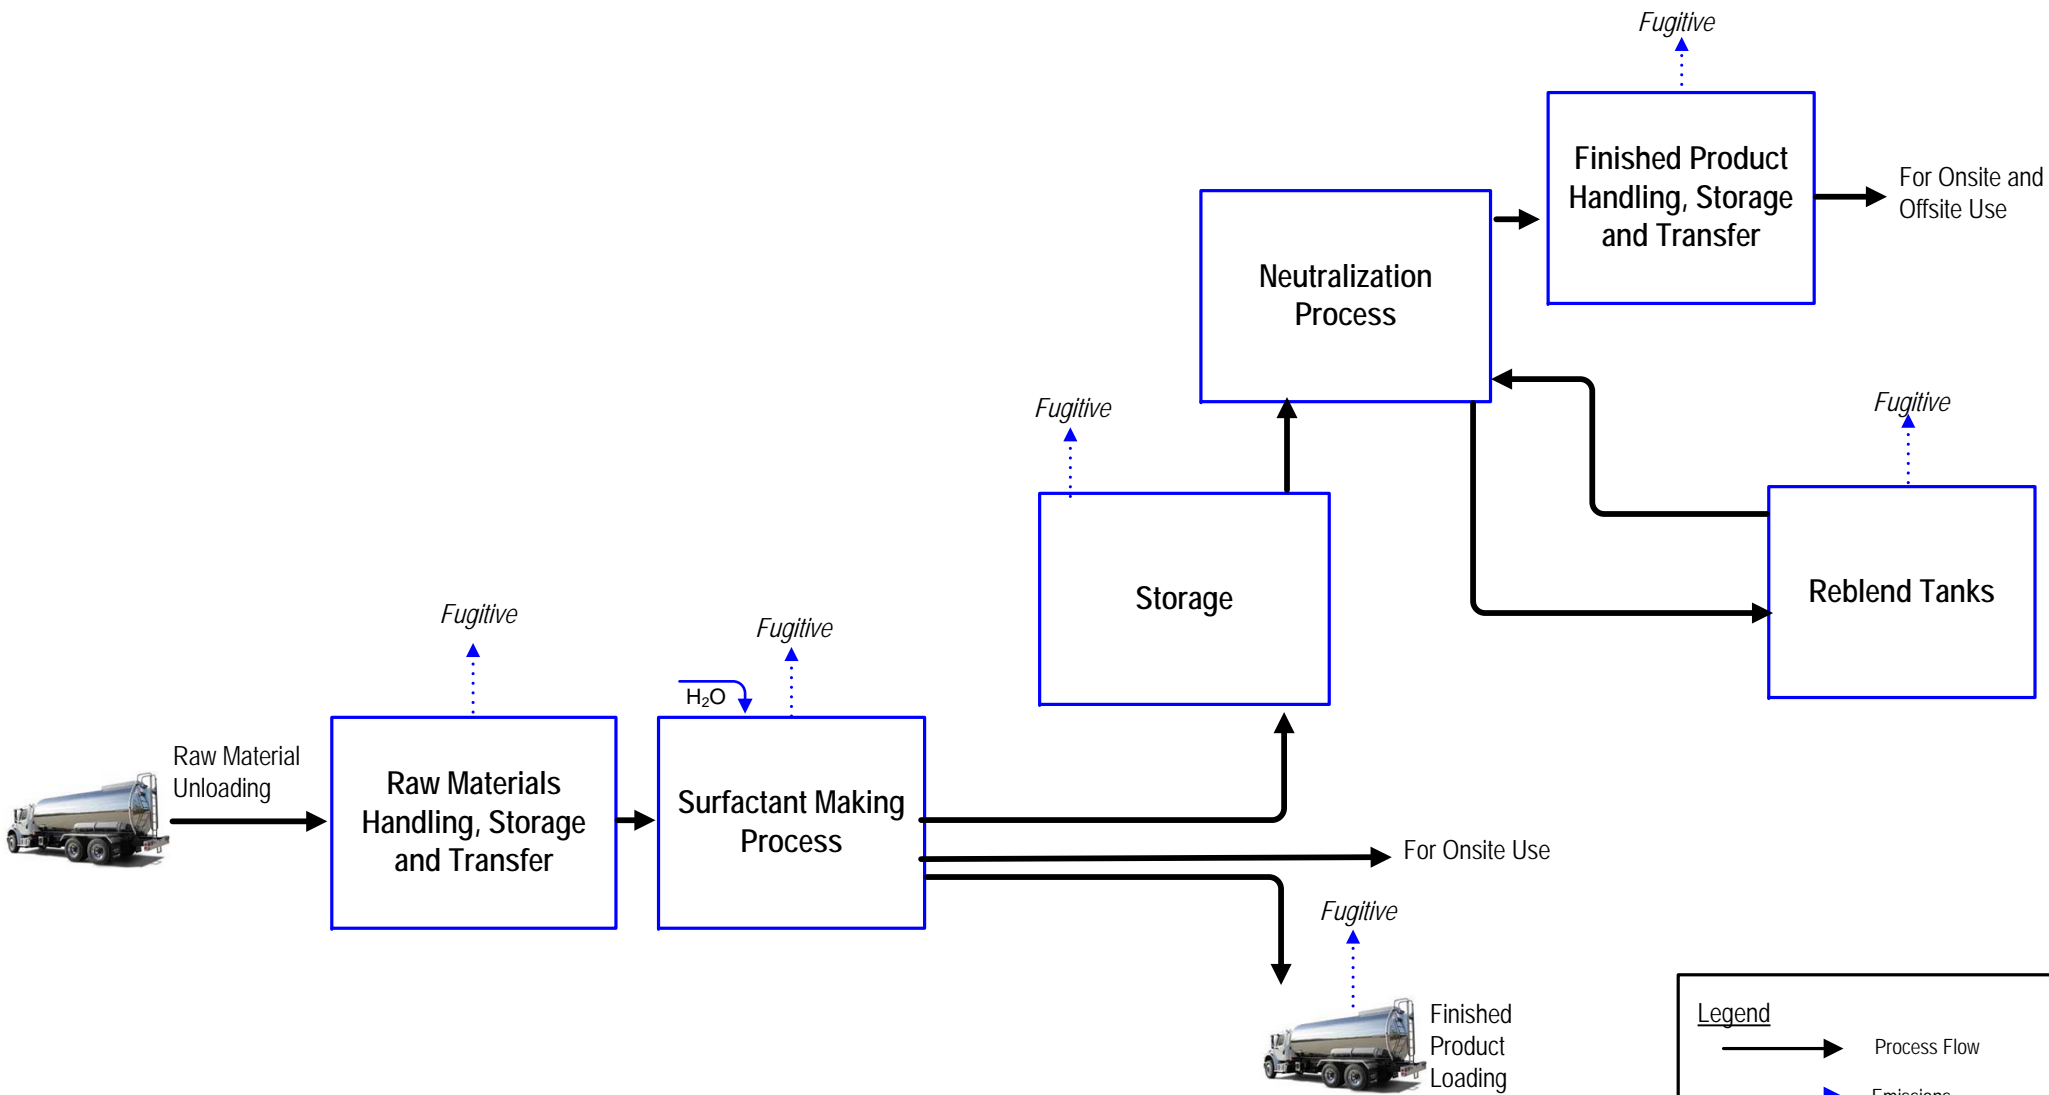 Fugitive
Finished Product
Handling, Storage
and Transfer
For Onsite and
Offsite Use
Neutralization
Process
Fugitive
Fugitive
Storage
Reblend Tanks
Fugitive
Fugitive
H₂O
Raw Material
Unloading
Raw Materials
Handling, Storage
and Transfer
Surfactant Making
Process
For Onsite Use
Fugitive
Finished
Product
Loading
Legend
Process Flow
Emissions